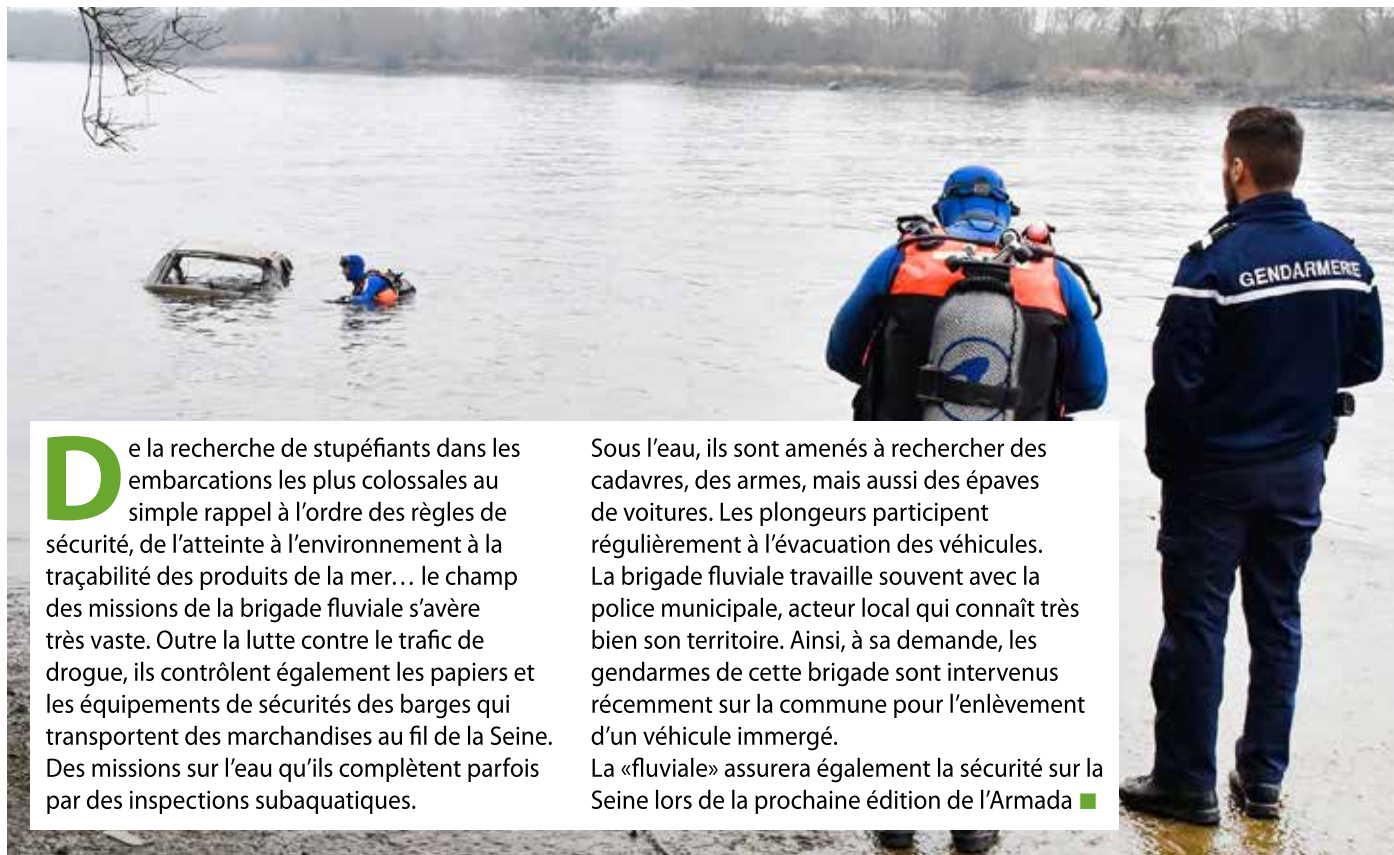 GENDARMERIE
De la recherche de stupéfiants dans les
embarcations les plus colossales au
simple rappel à l’ordre des règles de
sécurité, de l’atteinte à l’environnement à la
traçabilité des produits de la mer… le champ
des missions de la brigade fluviale s’avère
très vaste. Outre la lutte contre le trafic de
drogue, ils contrôlent également les papiers et
les équipements de sécurités des barges qui
transportent des marchandises au fil de la Seine.
Des missions sur l’eau qu’ils complètent parfois
par des inspections subaquatiques.
Sous l’eau, ils sont amenés à rechercher des
cadavres, des armes, mais aussi des épaves
de voitures. Les plongeurs participent
régulièrement à l’évacuation des véhicules.
La brigade fluviale travaille souvent avec la
police municipale, acteur local qui connaît très
bien son territoire. Ainsi, à sa demande, les
gendarmes de cette brigade sont intervenus
récemment sur la commune pour l’enlèvement
d’un véhicule immergé.
La «fluviale» assurera également la sécurité sur la
Seine lors de la prochaine édition de l’Armada ■